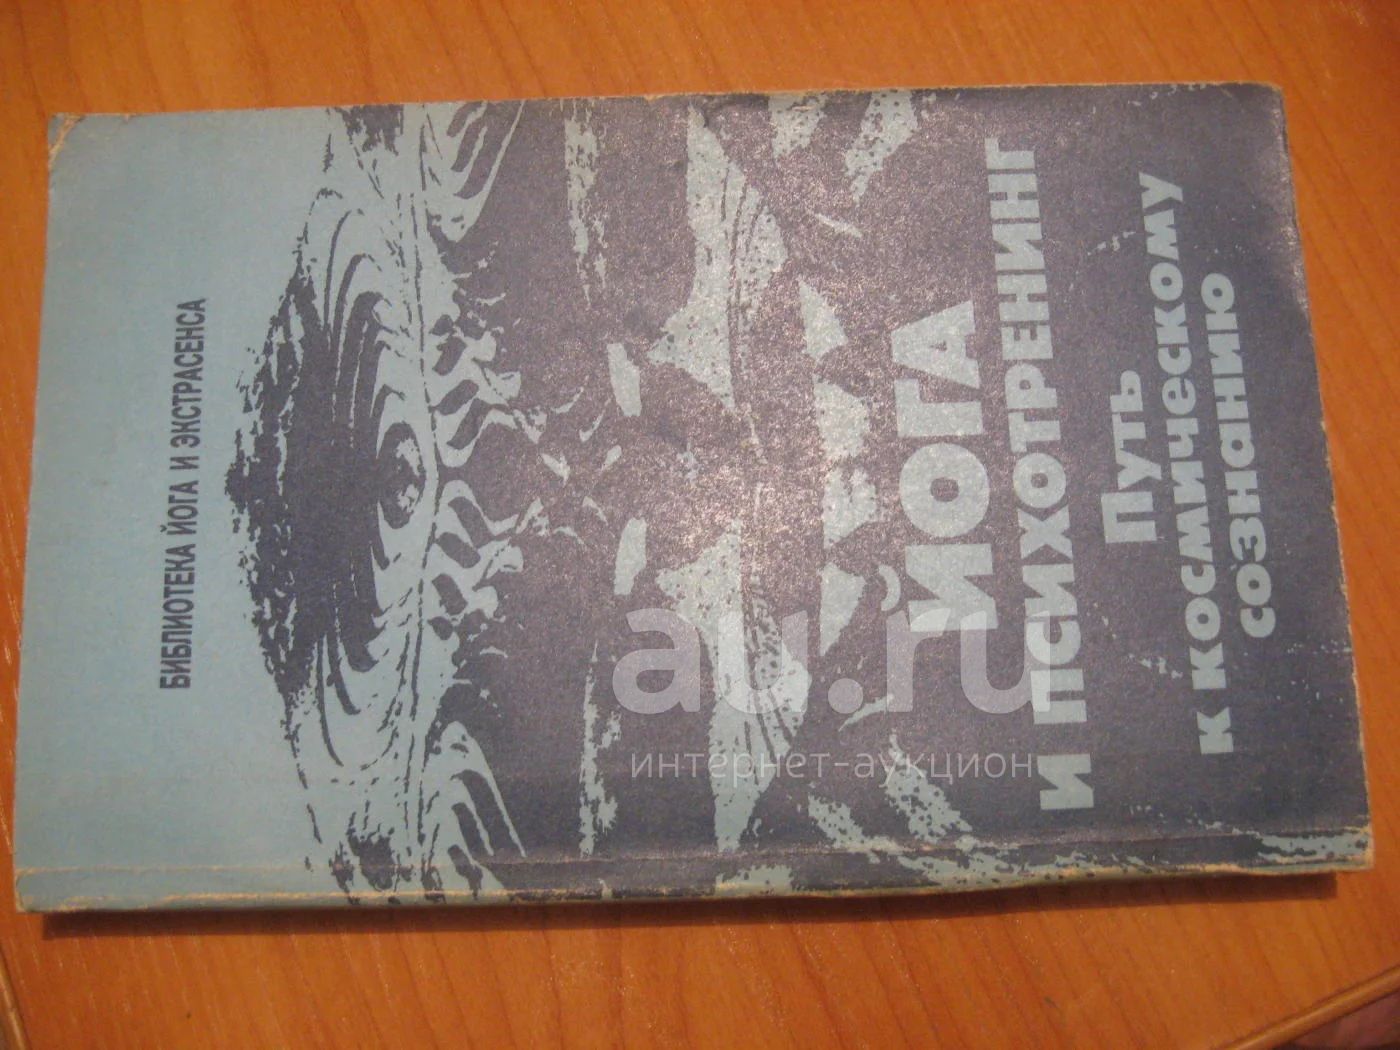 БИБЛИОТЕКА ЙОГА И ЭКСТРАСЕНСА
ЙОГА
И ПСИХОТРЕНИНГ
Путь
к космическому
сознанию
au.ru
интернет-аукцион